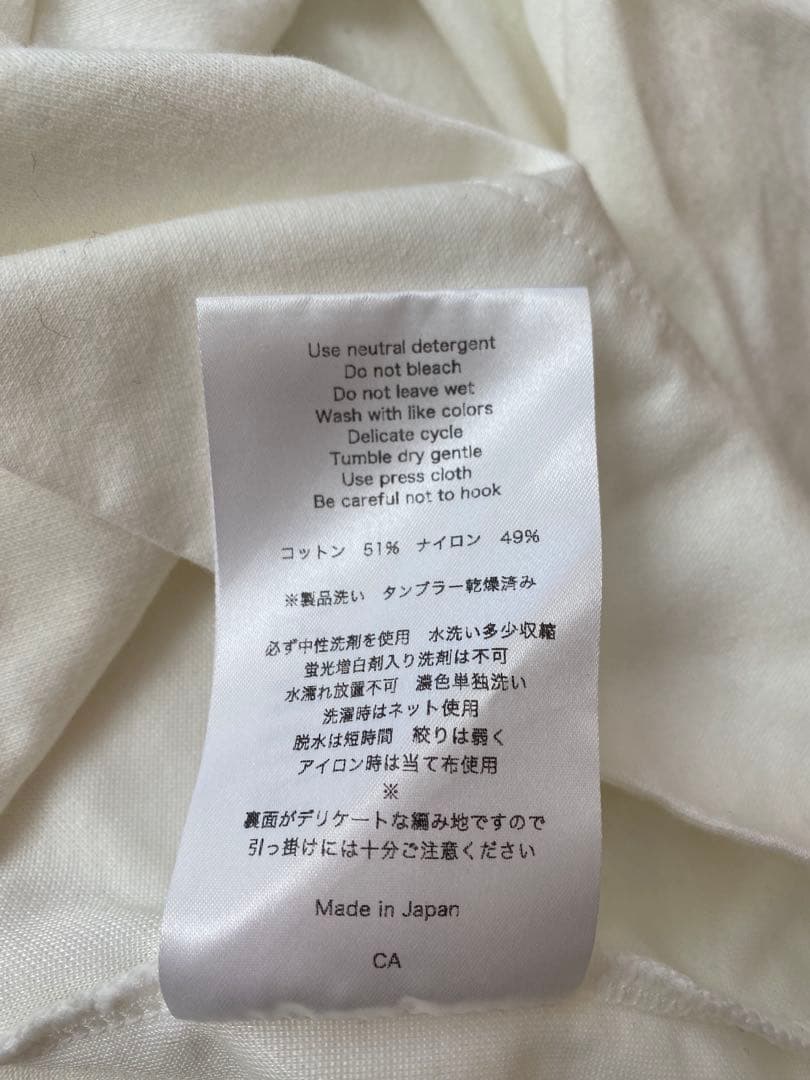 Use neutral detergent
Do not bleach
Do not leave wet
Wash with like colors
Delicate cycle
Tumble dry gentle
Use press cloth
Be careful not to hook
コットン 51% ナイロン 49%
※製品洗い タンブラー乾燥済み
必ず中性洗剤を使用 水洗い多少収縮
蛍光増白剤入り洗剤は不可
水濡れ放置不可 濃色単独洗い
洗濯時はネット使用
脱水は短時間 絞りは弱く
アイロン時は当て布使用
※
裏面がデリケートな編み地ですので
引っ掛けには十分ご注意ください
Made in Japan
CA